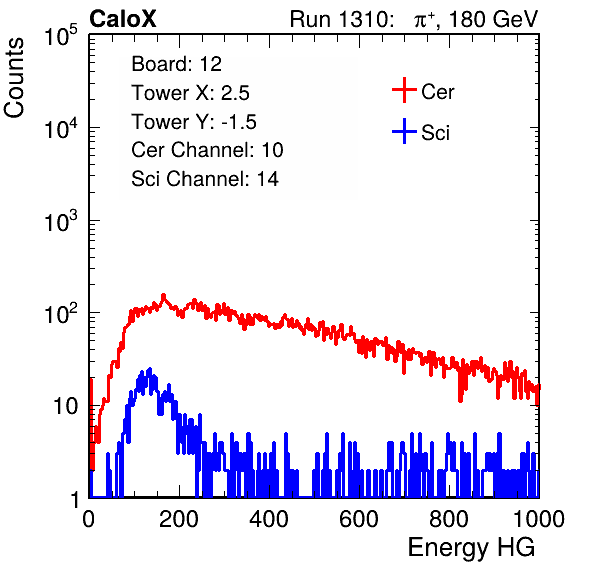 CaloX Run 1310: π⁺, 180 GeV
Board: 12
Tower X: 2.5
Tower Y: -1.5
Cer Channel: 10
Sci Channel: 14
Cer
Sci
Counts
10⁵
10⁴
10³
10²
10
1
0 200 400 600 800 1000
Energy HG